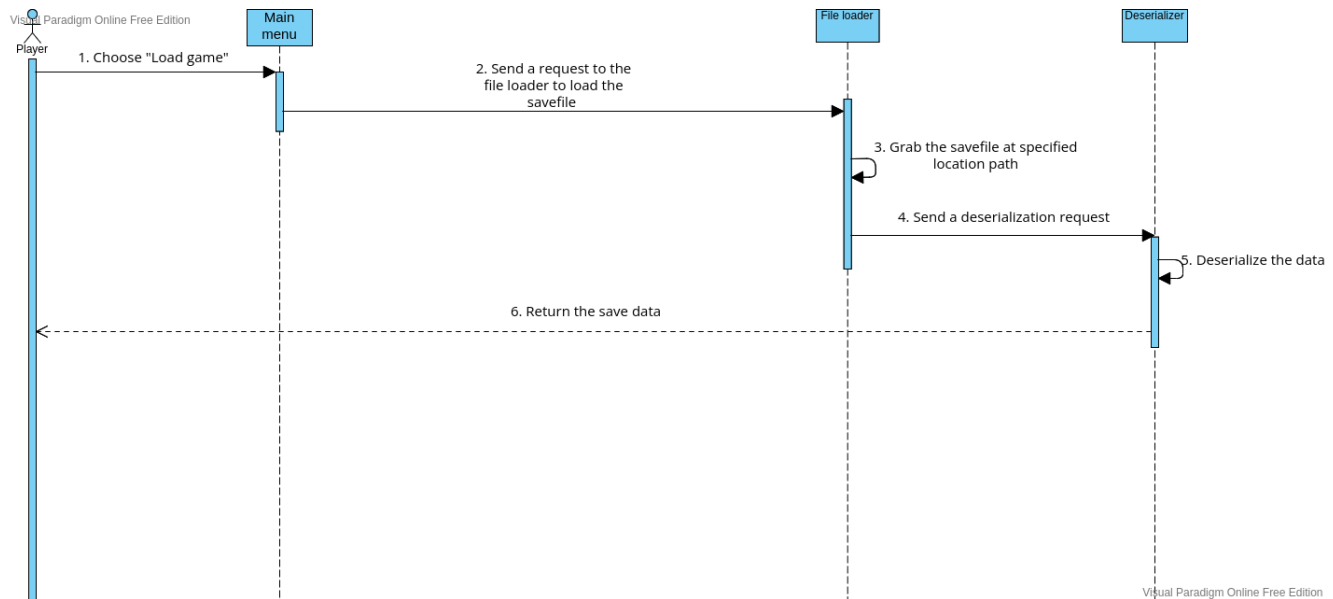 Visual Paradigm Online Free Edition
Player
Main
menu
File loader
Deserializer
1. Choose "Load game"
2. Send a request to the
file loader to load the
savefile
3. Grab the savefile at specified
location path
4. Send a deserialization request
5. Deserialize the data
6. Return the save data
Visual Paradigm Online Free Edition